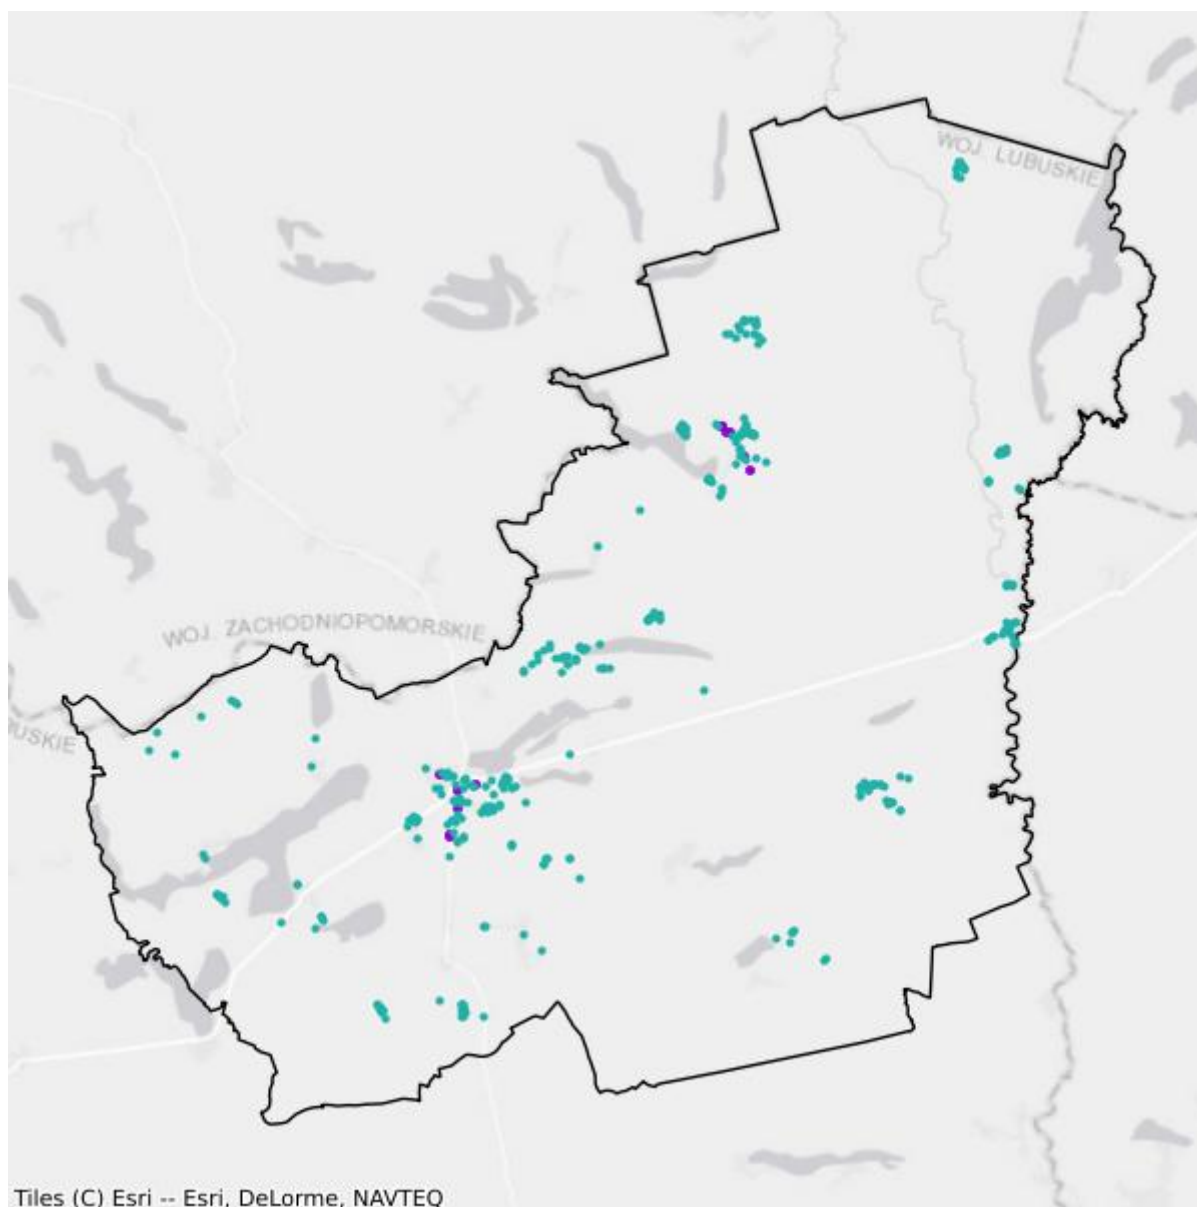 WOJ. LUBUSKIE
WOJ. ZACHODNIOPOMORSKIE
USKIE
Tiles (C) Esri -- Esri, DeLorme, NAVTEQ